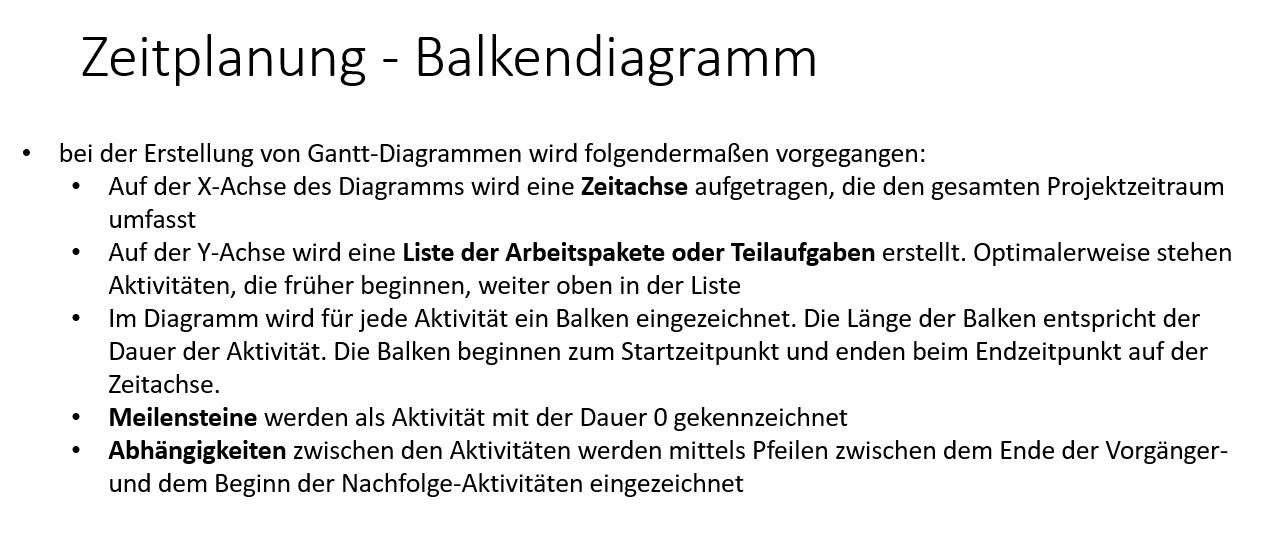 Zeitplanung - Balkendiagramm
• bei der Erstellung von Gantt-Diagrammen wird folgendermaßen vorgegangen:
• Auf der X-Achse des Diagramms wird eine Zeitachse aufgetragen, die den gesamten Projektzeitraum
umfasst
• Auf der Y-Achse wird eine Liste der Arbeitspakete oder Teilaufgaben erstellt. Optimalerweise stehen
Aktivitäten, die früher beginnen, weiter oben in der Liste
• Im Diagramm wird für jede Aktivität ein Balken eingezeichnet. Die Länge der Balken entspricht der
Dauer der Aktivität. Die Balken beginnen zum Startzeitpunkt und enden beim Endzeitpunkt auf der
Zeitachse.
• Meilensteine werden als Aktivität mit der Dauer 0 gekennzeichnet
• Abhängigkeiten zwischen den Aktivitäten werden mittels Pfeilen zwischen dem Ende der Vorgänger-
und dem Beginn der Nachfolge-Aktivitäten eingezeichnet